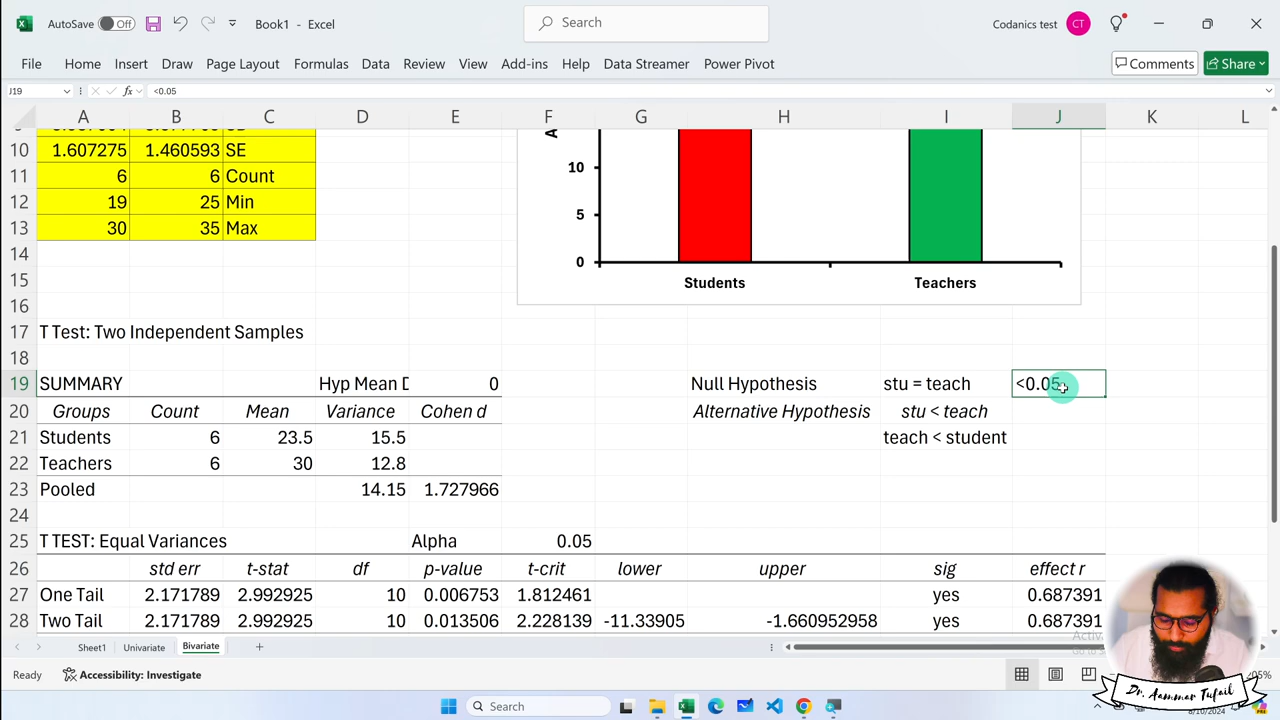 AutoSave Off Book1 - Excel Search Codanics test CT
File Home Insert Draw Page Layout Formulas Data Review View Add-ins Help Data Streamer Power Pivot Comments Share
J19 fx <0.05
A B C D E F G H I J K L
10 1.607275 1.460593 SE
11 6 6 Count
12 19 25 Min
13 30 35 Max
14
15
16
10
5
0
Students Teachers
17 T Test: Two Independent Samples
18
19 SUMMARY Hyp Mean D 0 Null Hypothesis stu = teach <0.05
20 Groups Count Mean Variance Cohen d Alternative Hypothesis stu < teach
21 Students 6 23.5 15.5 teach < student
22 Teachers 6 30 12.8
23 Pooled 14.15 1.727966
24
25 T TEST: Equal Variances Alpha 0.05
26 std err t-stat df p-value t-crit lower upper sig effect r
27 One Tail 2.171789 2.992925 10 0.006753 1.812461 yes 0.687391
28 Two Tail 2.171789 2.992925 10 0.013506 2.228139 -11.33905 -1.660952958 yes 0.687391
Sheet1 Univariate Bivariate
Ready Accessibility: Investigate
Search
Dr. Aammar Tufail